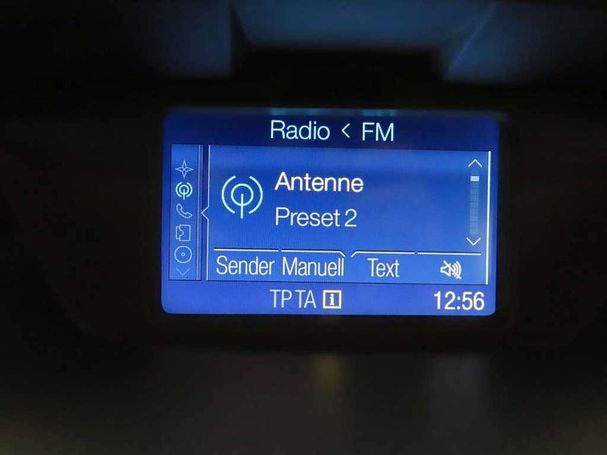 Radio < FM
Antenne
Preset 2
Sender Manuell Text
TP TA i 12:56